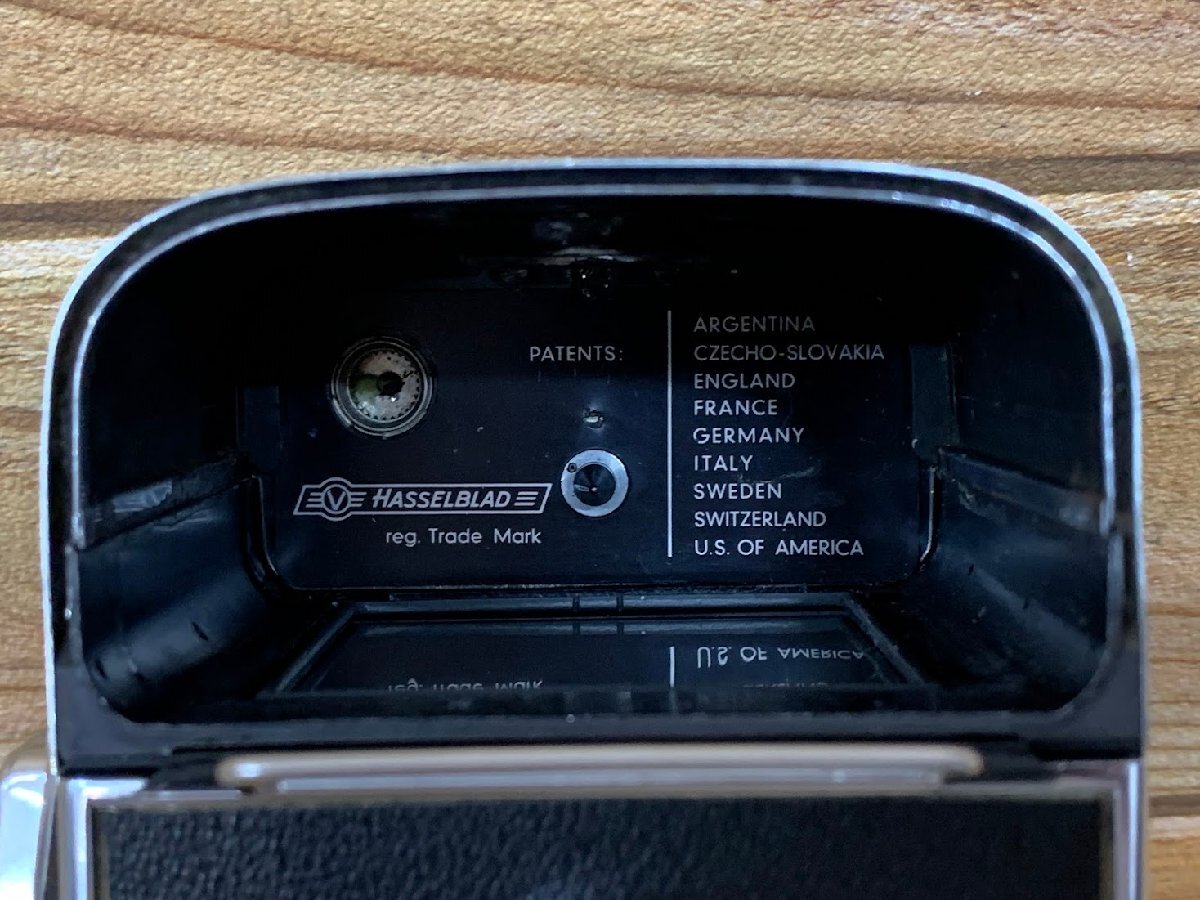 PATENTS:
ARGENTINA
CZECHO-SLOVAKIA
ENGLAND
FRANCE
GERMANY
ITALY
SWEDEN
SWITZERLAND
U.S. OF AMERICA
V HASSELBLAD
reg. Trade Mark